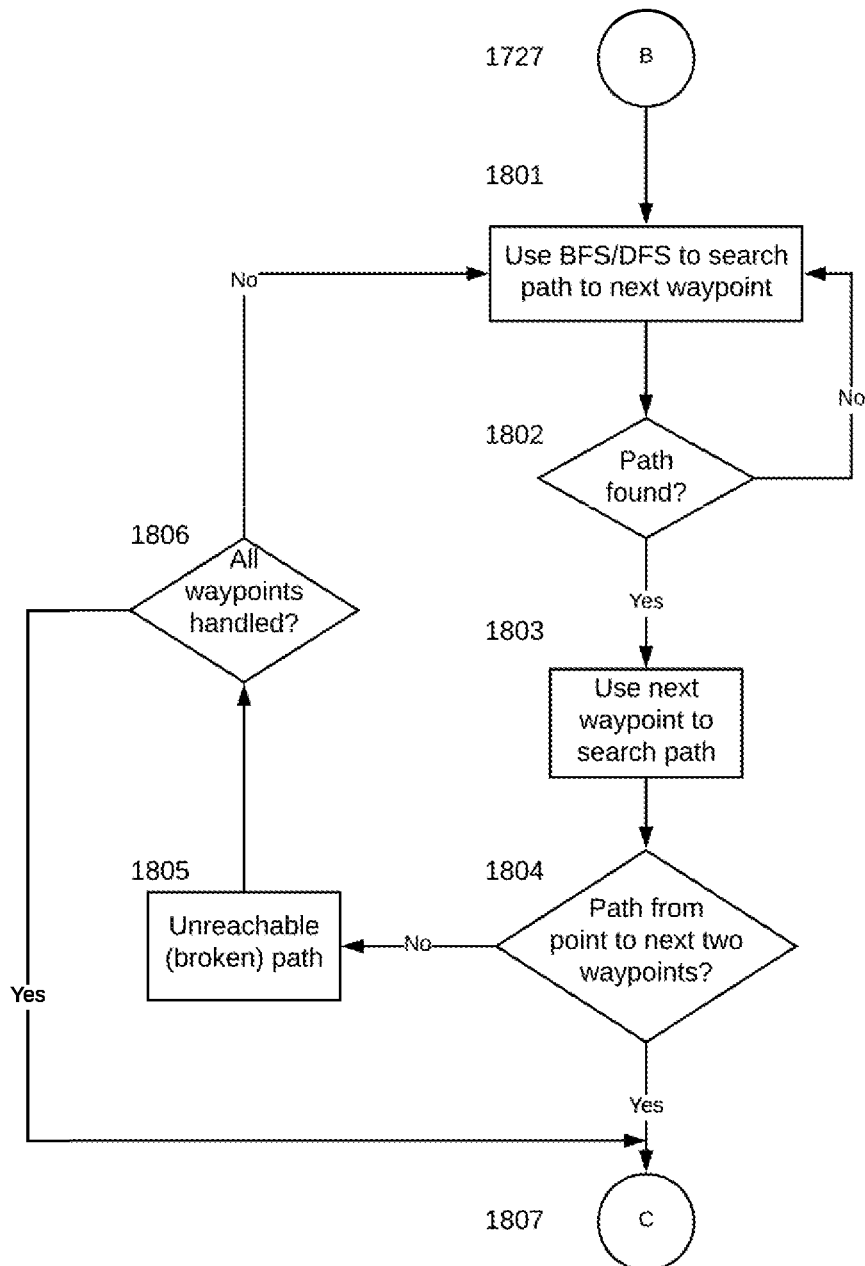 1727
B
1801
Use BFS/DFS to search
path to next waypoint
No
No
1802
Path
found?
1806
All
waypoints
handled?
Yes
1803
Use next
waypoint to
search path
1805
1804
Unreachable
(broken) path
No
Path from
point to next two
waypoints?
Yes
Yes
1807
C